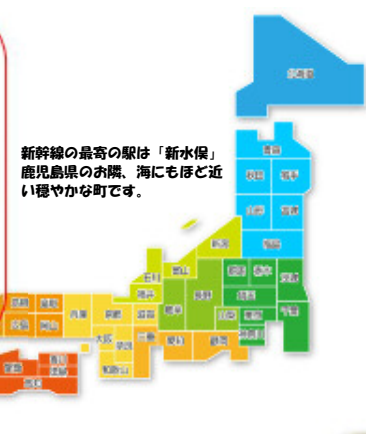 新幹線の最寄の駅は「新水俣」
鹿児島県のお隣、海にもほど近
い穏やかな町です。
北海道
青森
秋田
岩手
山形
宮城
福島
新潟
石川
富山
福井
長野
岐阜
群馬
栃木
茨城
埼玉
千葉
山梨
東京
神奈川
島根
鳥取
広島
岡山
兵庫
京都
滋賀
大阪
奈良
三重
愛知
静岡
和歌山
愛媛
香川
徳島
高知